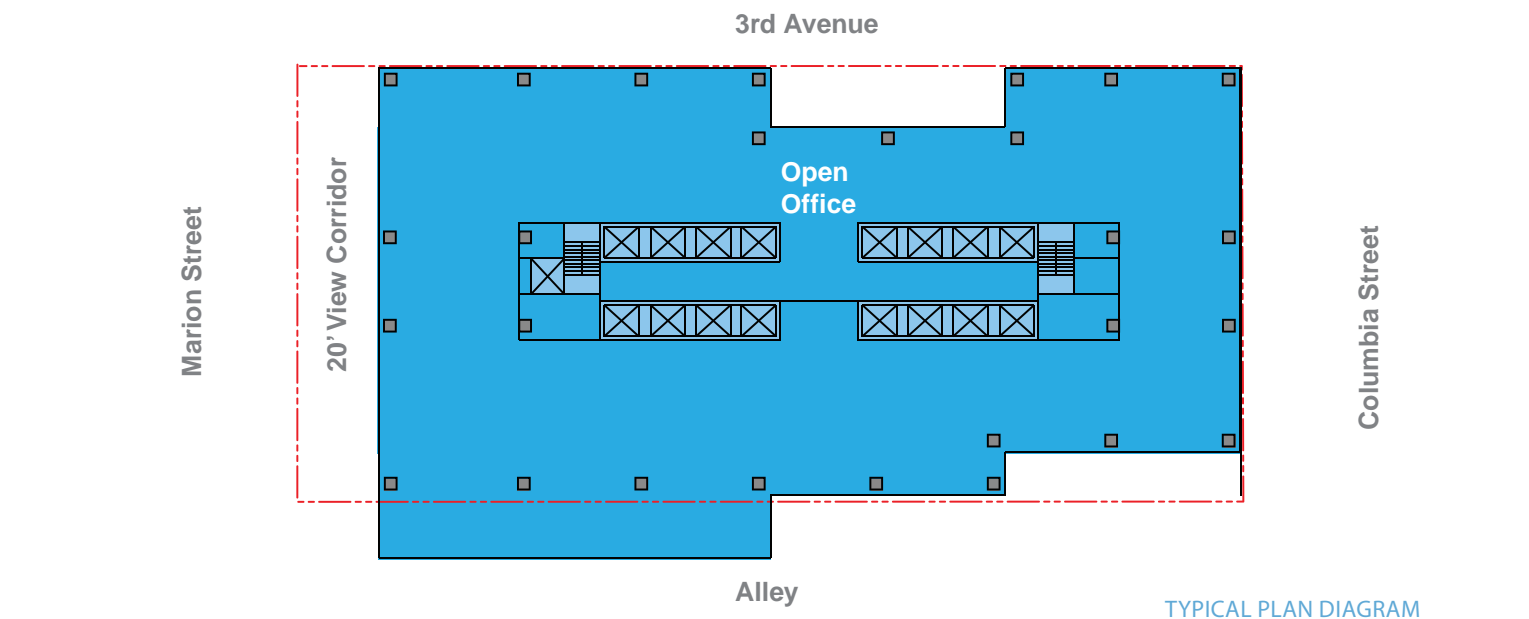 3rd Avenue
Marion Street
20’ View Corridor
Open
Office
Columbia Street
Alley
TYPICAL PLAN DIAGRAM